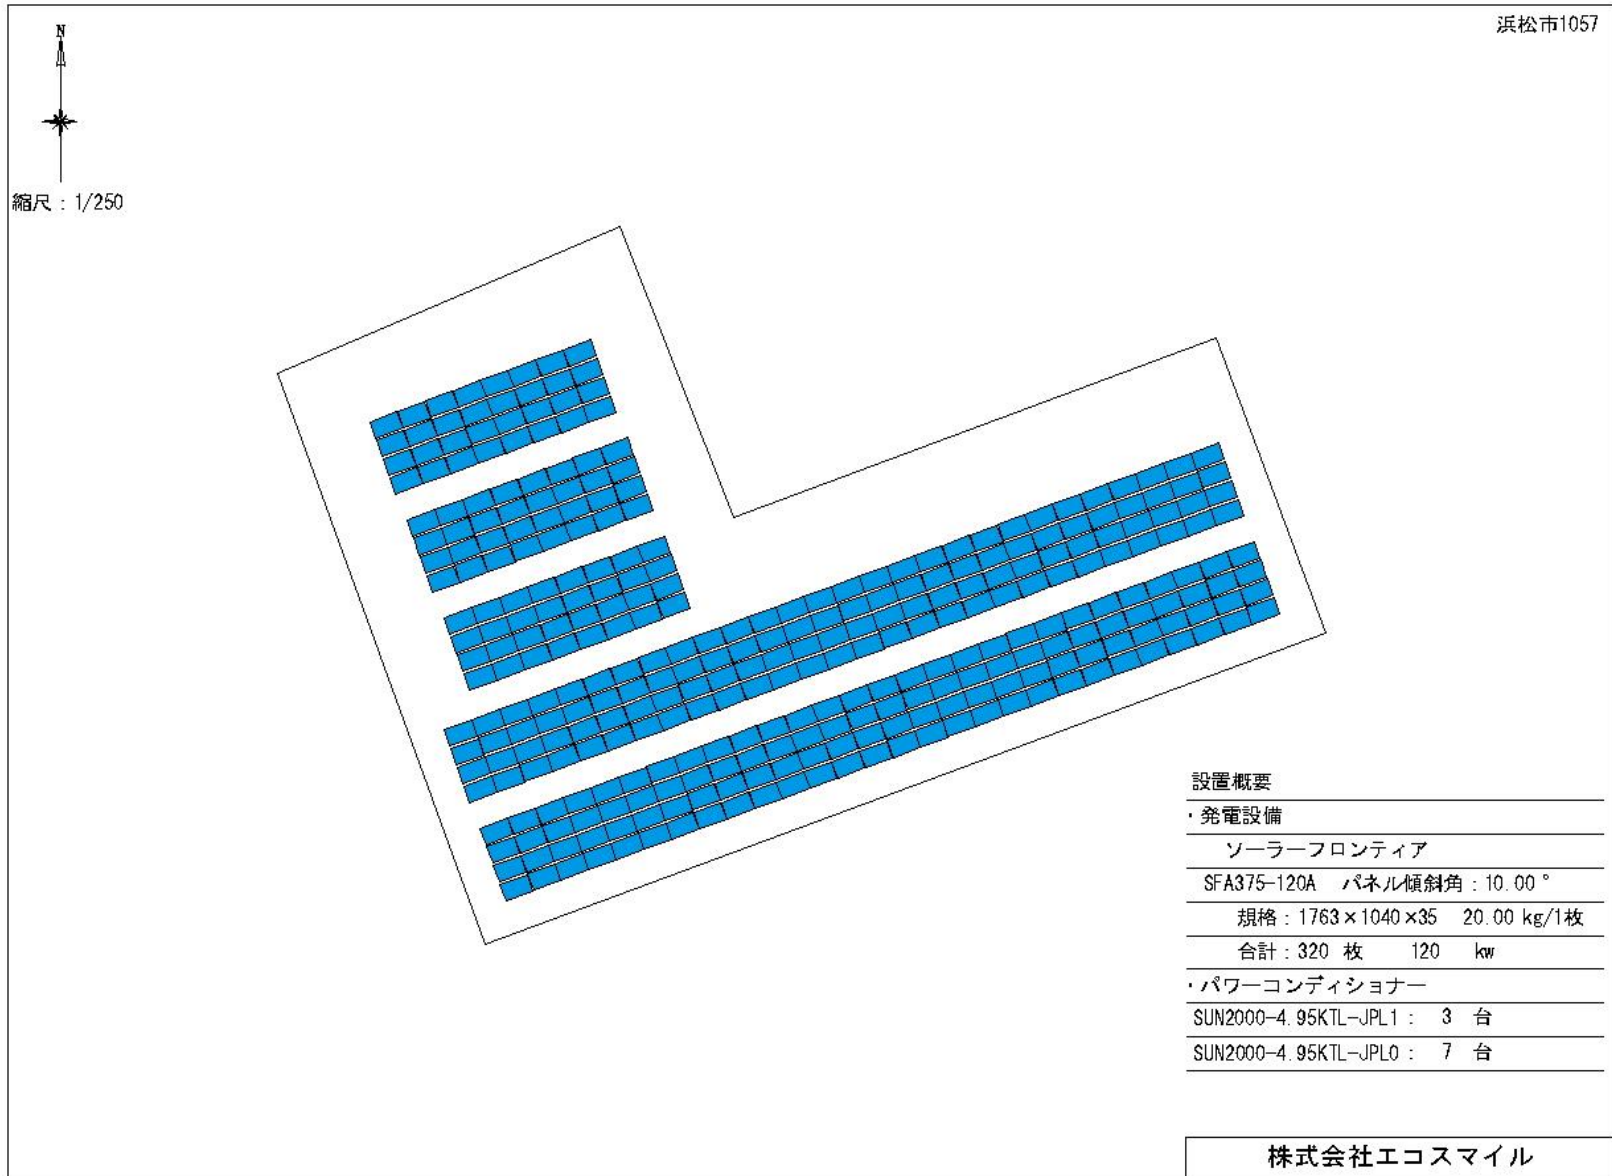 浜松市1057
N
縮尺：1/250
設置概要
・発電設備
ソーラーフロンティア
SFA375-120A パネル傾斜角：10.00°
規格：1763×1040×35 20.00 kg/1枚
合計：320 枚 120 kw
・パワーコンディショナー
SUN2000-4.95KTL-JPL1： 3 台
SUN2000-4.95KTL-JPL0： 7 台
株式会社エコスマイル